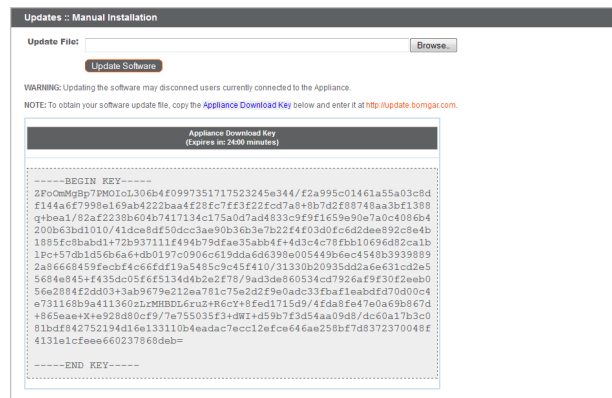 Updates :: Manual Installation
Update File:
Browse..
Update Software
WARNING: Updating the software may disconnect users currently connected to the Appliance.
NOTE: To obtain your software update file, copy the Appliance Download Key below and enter it at http://update.bomgar.com.
Appliance Download Key
(Expires in: 24:00 minutes)
-----BEGIN KEY-----
ZFoOmMgBp7PMOIoL306b4f0997351717523245e344/f2a995c01461a55a03c8d
f144a6f7998e169ab4222baa4f28fc7ff3f22fcd7a8+8b7d2f88748aa3bf1388
q+bea1/82af2238b604b7417134c175a0d7ad4833c9f9f1659e90e7a0c4086b4
200b63bd1010/41dce8df50dcc3ae90b36b3e7b22f4f03d0fc6d2dee892c8e4b
1885fc8babd1+72b937111f494b79dfae35abb4f+4d3c4c78fbb10696d82ca1b
1Pc+57db1d56b6a6+db0197c0906c619dda6d6398e005449b6ec4548b3939889
2a86668459fecbf4c66fdf19a5485c9c45f410/31330b20935dd2a6e631cd2e5
5684e845+f435dc05f6f5134d4b2e2f78/9ad3de860534cd7926af9f30f2eeb0
56e2884f2dd03+3ab9679e212ea781c75e2d2f9e0adc33fbaf1eabdfd70d00c4
e731168b9a411360zLrMHBDL6ruZ+R6cY+8fed1715d9/4fda8fe47e0a69b867d
+865eae+X+e928d80cf9/7e755035f3+dWI+d59b7f3d54aa09d8/dc60a17b3c0
81bdf842752194d16e133110b4eadac7ecc12efce646ae258bf7d8372370048f
4131e1cfeee660237868deb=
-----END KEY-----